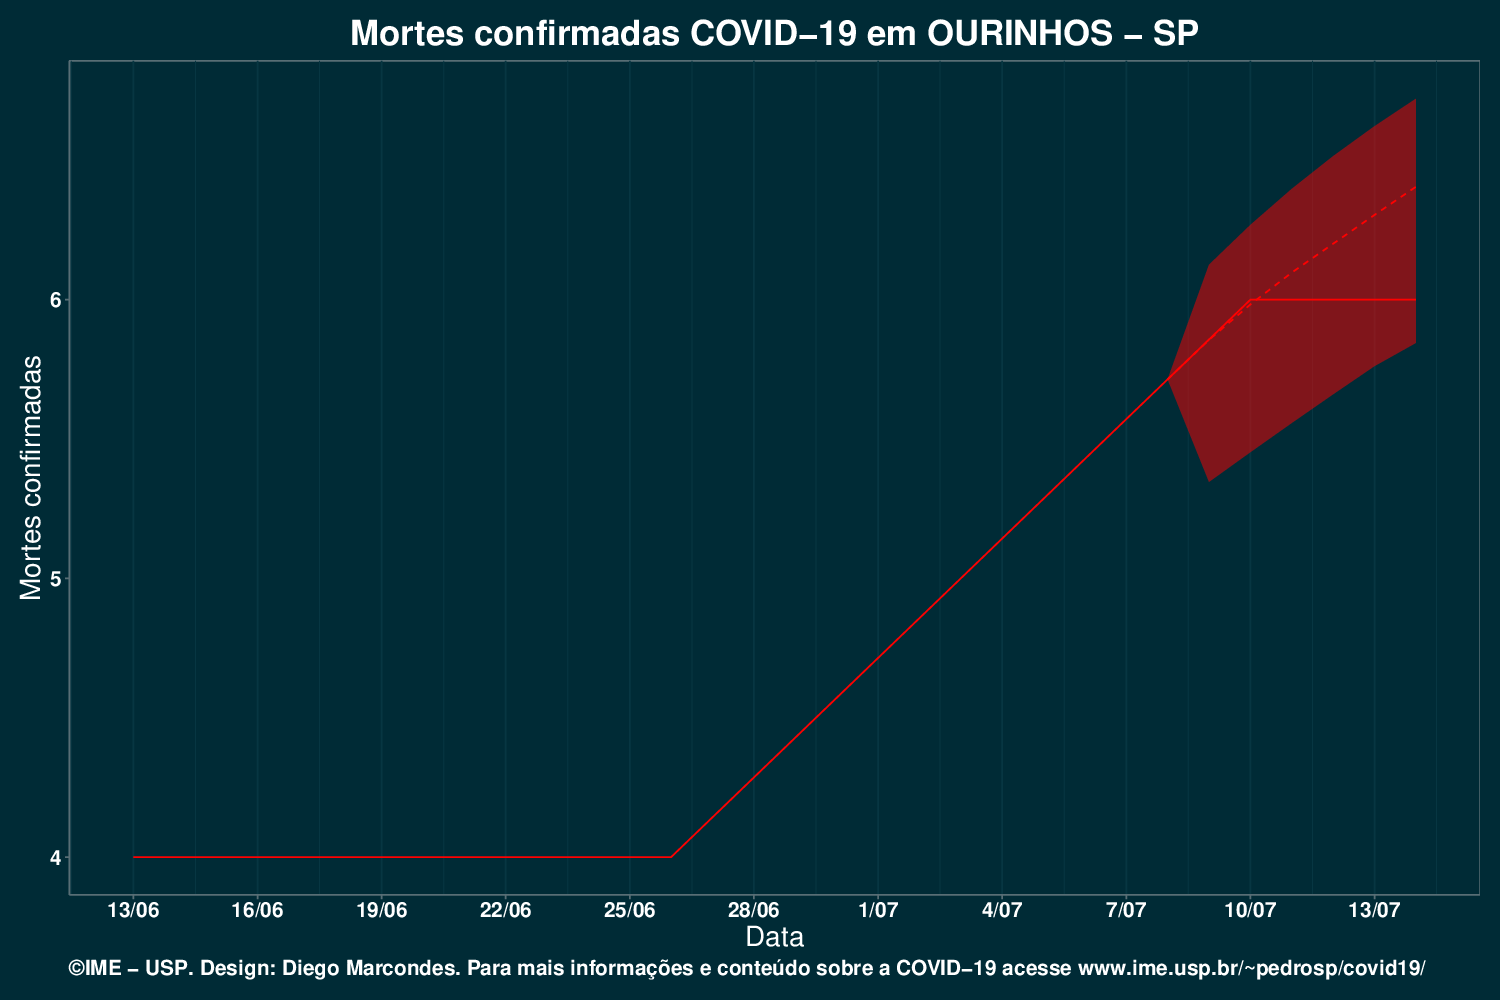 Mortes confirmadas COVID−19 em OURINHOS − SP
Mortes confirmadas
6
5
4
13/06 16/06 19/06 22/06 25/06 28/06 1/07 4/07 7/07 10/07 13/07
Data
©IME − USP. Design: Diego Marcondes. Para mais informações e conteúdo sobre a COVID−19 acesse www.ime.usp.br/~pedrosp/covid19/